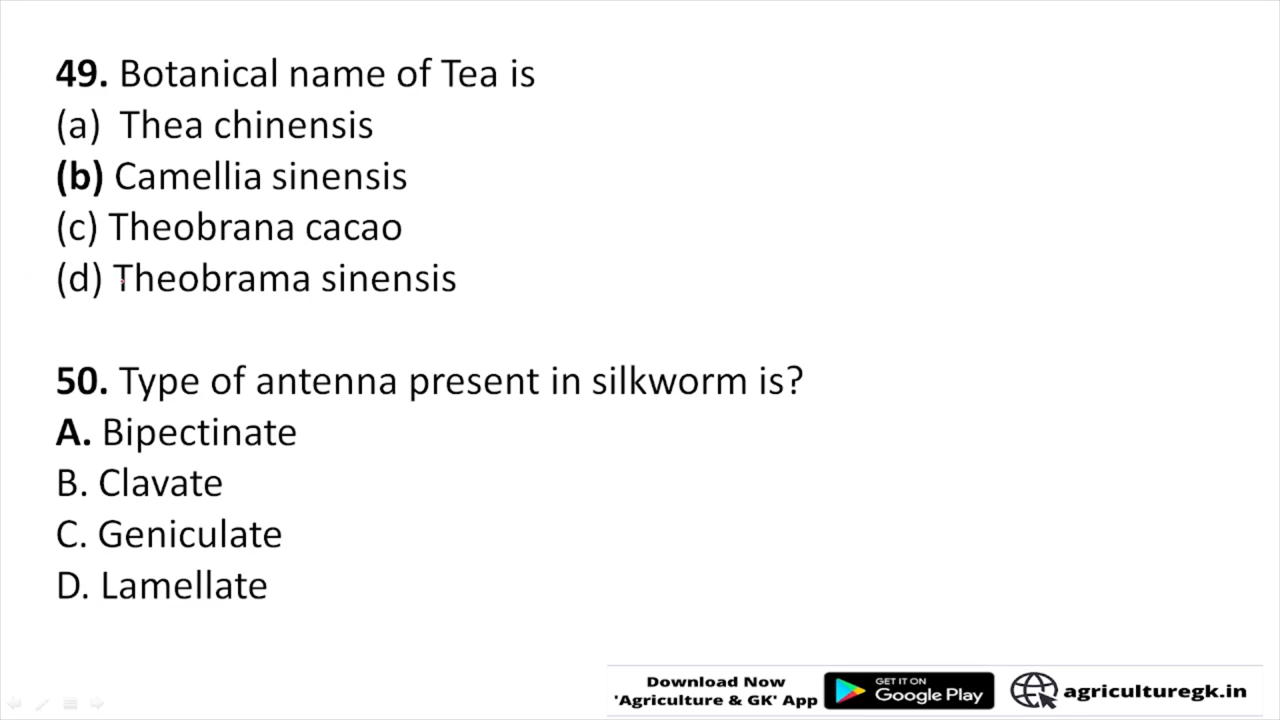 49. Botanical name of Tea is
(a) Thea chinensis
(b) Camellia sinensis
(c) Theobrana cacao
(d) Theobrama sinensis
50. Type of antenna present in silkworm is?
A. Bipectinate
B. Clavate
C. Geniculate
D. Lamellate
Download Now
'Agriculture & GK' App
GET IT ON
Google Play
agriculturegk.in